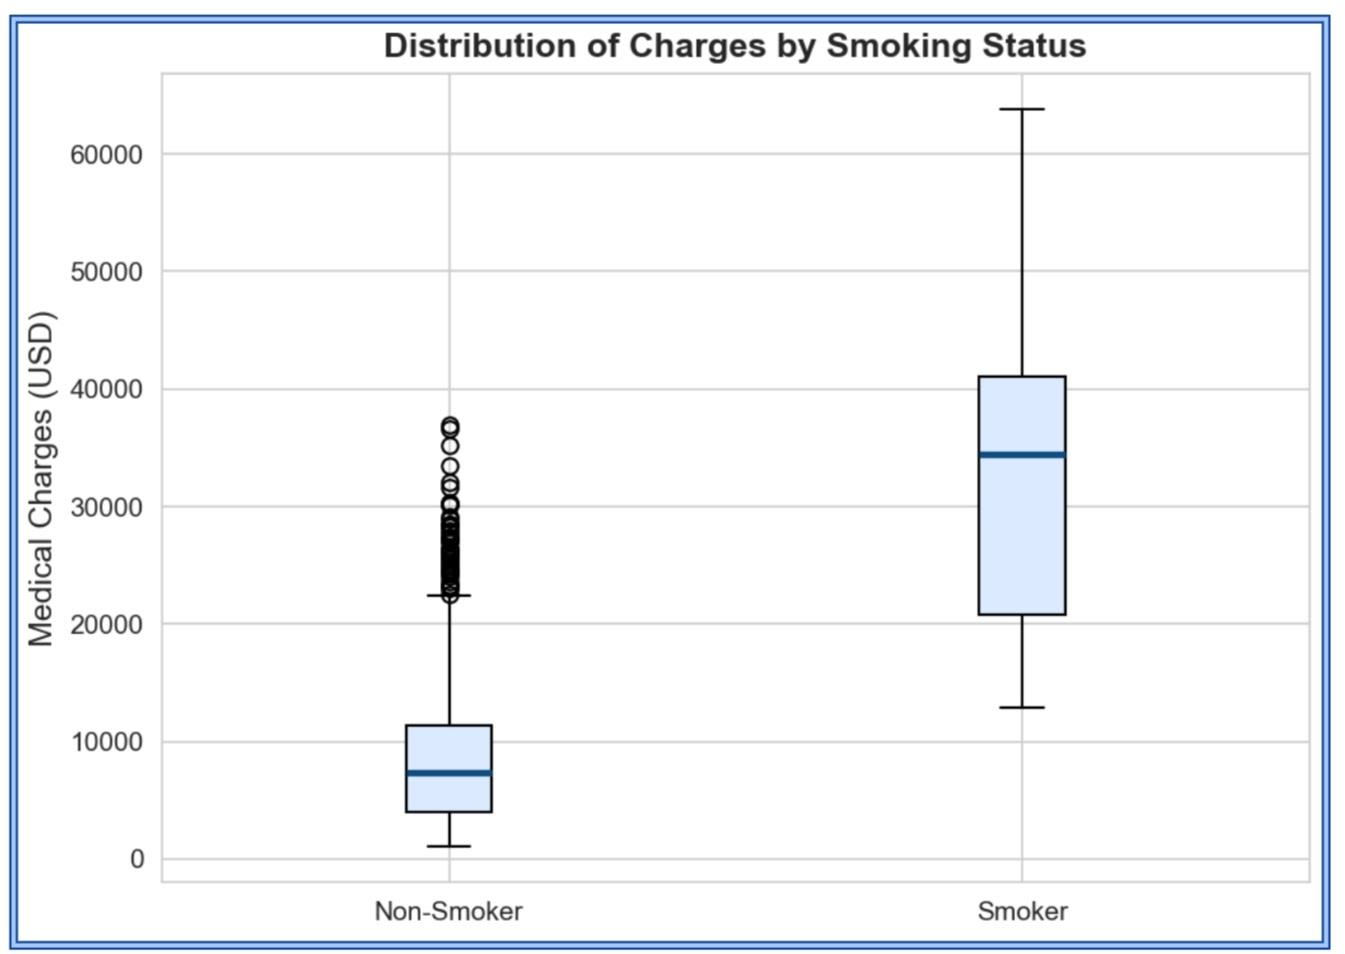 Distribution of Charges by Smoking Status
Medical Charges (USD)
60000
50000
40000
30000
20000
10000
0
Non-Smoker
Smoker